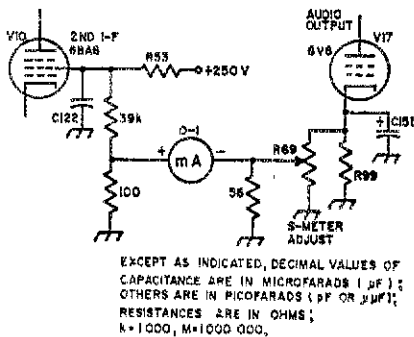 V10
2ND I-F
6BA6
R53
+250V
C122
39k
100
0-1
+ mA -
56
R69
S-METER
ADJUST
AUDIO
OUTPUT
V17
6V6
+
R99
EXCEPT AS INDICATED, DECIMAL VALUES OF
CAPACITANCE ARE IN MICROFARADS ( µF ) ;
OTHERS ARE IN PICOFARADS ( pF OR µµF ) ;
RESISTANCES ARE IN OHMS ;
k=1000, M=1000 000,